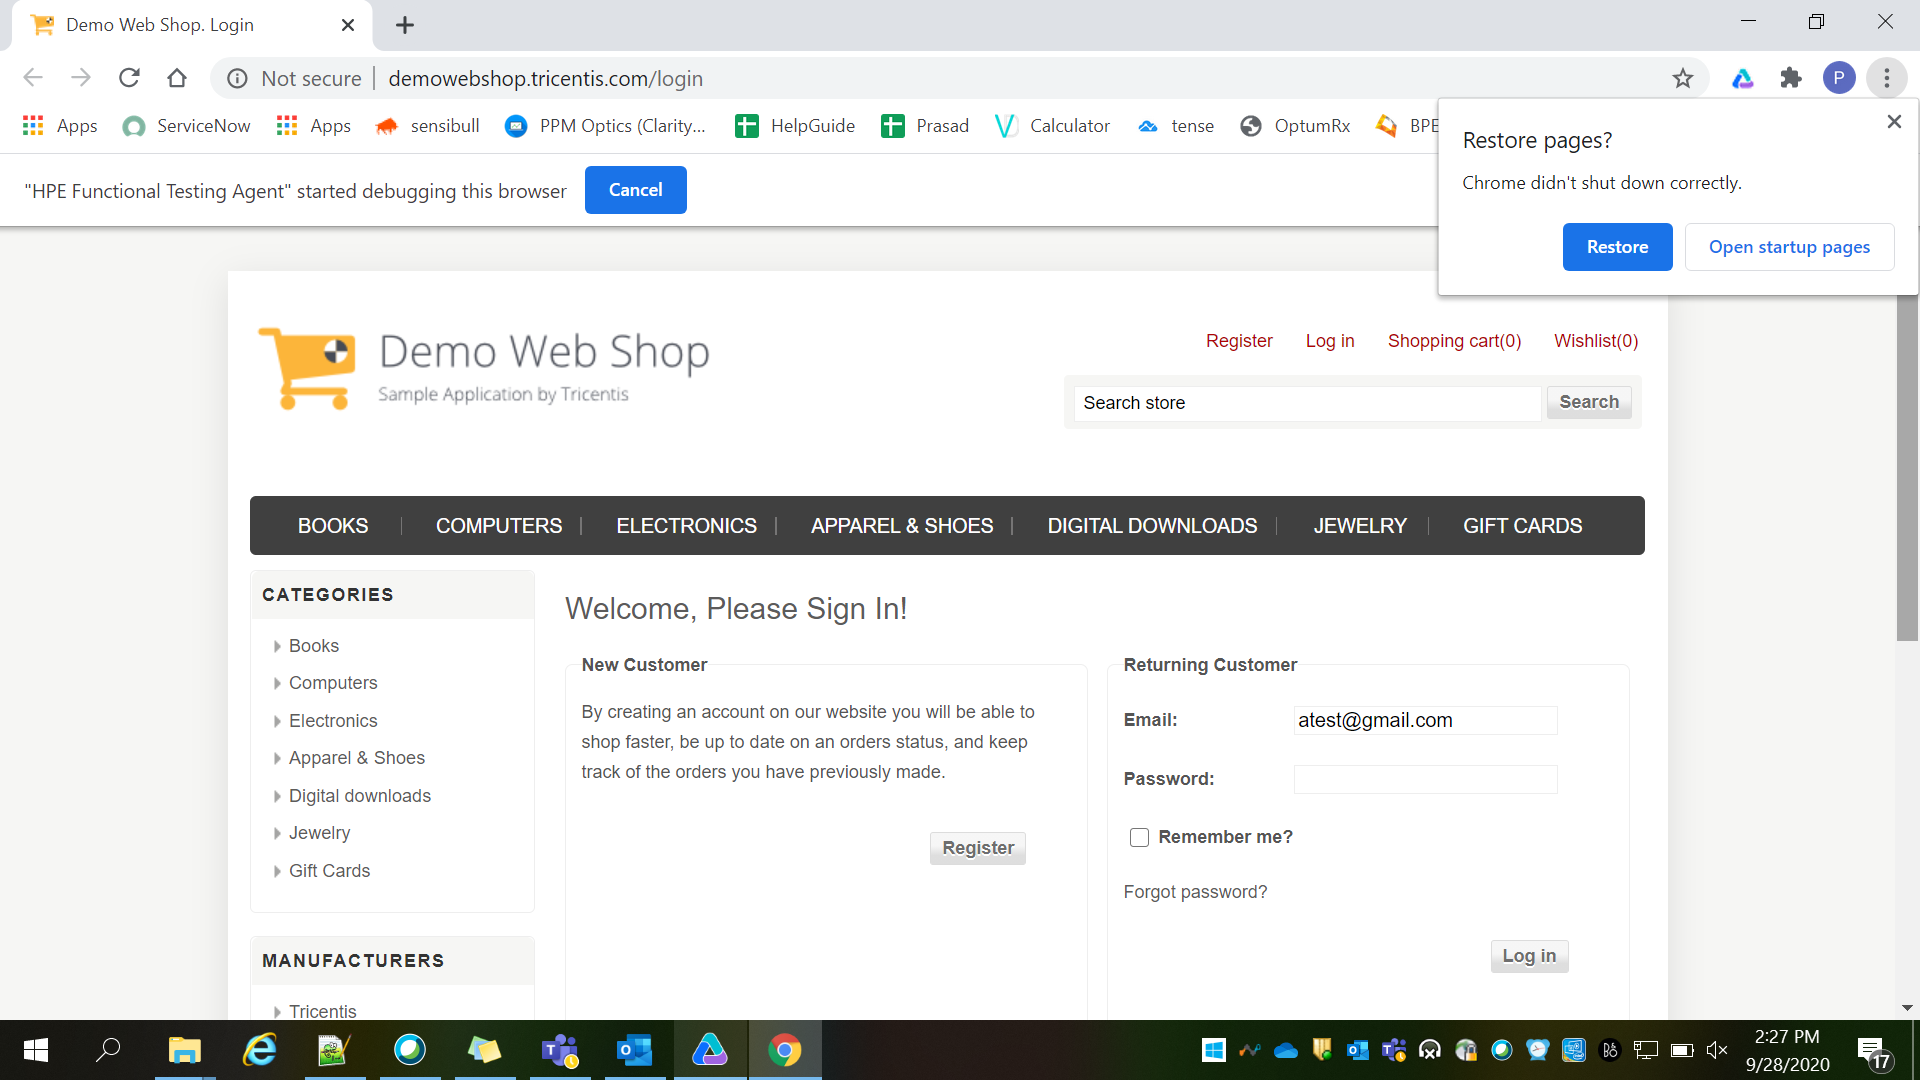 Demo Web Shop. Login
Not secure
demowebshop.tricentis.com/login
P
Apps
ServiceNow
Apps
sensibull
PPM Optics (Clarity...
HelpGuide
Prasad
Calculator
tense
OptumRx
BPE
"HPE Functional Testing Agent" started debugging this browser
Cancel
Restore pages?
Chrome didn't shut down correctly.
Restore
Open startup pages
Demo Web Shop
Sample Application by Tricentis
Register
Log in
Shopping cart(0)
Wishlist(0)
Search store
Search
BOOKS
COMPUTERS
ELECTRONICS
APPAREL & SHOES
DIGITAL DOWNLOADS
JEWELRY
GIFT CARDS
CATEGORIES
Books
Computers
Electronics
Apparel & Shoes
Digital downloads
Jewelry
Gift Cards
MANUFACTURERS
Tricentis
Welcome, Please Sign In!
New Customer
By creating an account on our website you will be able to
shop faster, be up to date on an orders status, and keep
track of the orders you have previously made.
Register
Returning Customer
Email:
atest@gmail.com
Password:
Remember me?
Forgot password?
Log in
2:27 PM
9/28/2020
17